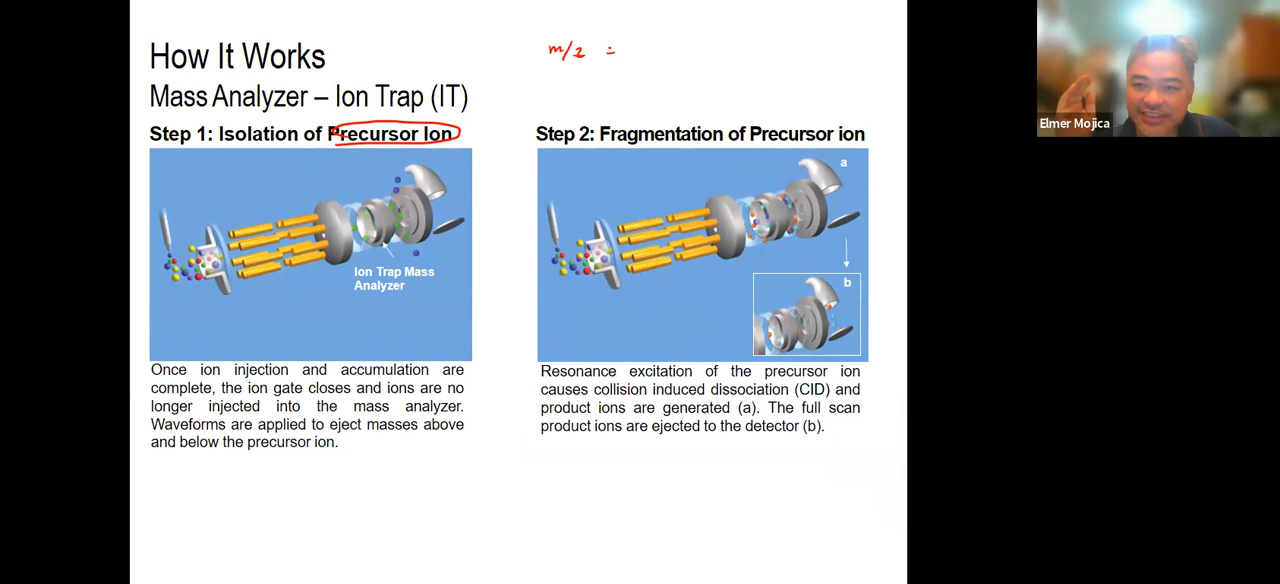 How It Works
m/z =
Mass Analyzer – Ion Trap (IT)
Step 1: Isolation of Precursor Ion
Ion Trap Mass
Analyzer
Once ion injection and accumulation are
complete, the ion gate closes and ions are no
longer injected into the mass analyzer.
Waveforms are applied to eject masses above
and below the precursor ion.
Step 2: Fragmentation of Precursor ion
a
b
Resonance excitation of the precursor ion
causes collision induced dissociation (CID) and
product ions are generated (a). The full scan
product ions are ejected to the detector (b).
Elmer Mojica